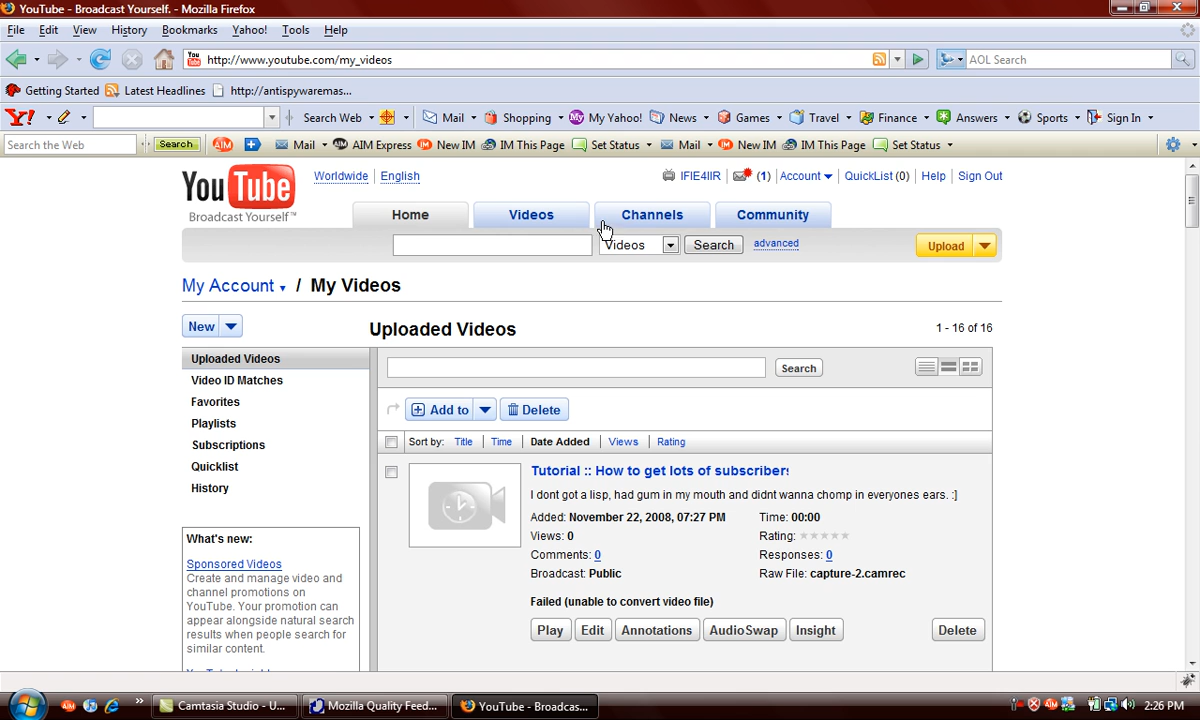 YouTube - Broadcast Yourself. - Mozilla Firefox
File Edit View History Bookmarks Yahoo! Tools Help
http://www.youtube.com/my_videos AOL Search
Getting Started Latest Headlines http://antispywaremas...
Y! Search Web Mail Shopping My Yahoo! News Games Travel Finance Answers Sports Sign In
Search the Web Search Mail AIM Express New IM IM This Page Set Status Mail New IM IM This Page Set Status
YouTube Worldwide English IFIE4IIR (1) Account QuickList (0) Help Sign Out
Broadcast Yourself™ Home Videos Channels Community
Videos Search advanced Upload
My Account / My Videos
New Uploaded Videos 1 - 16 of 16
Uploaded Videos
Search
Video ID Matches
Favorites
Playlists
Subscriptions
Quicklist
History
Add to Delete
Sort by: Title Time Date Added Views Rating
Tutorial :: How to get lots of subscribers
I dont got a lisp, had gum in my mouth and didnt wanna chomp in everyones ears. :]
Added: November 22, 2008, 07:27 PM Time: 00:00
Views: 0 Rating:
Comments: 0 Responses: 0
Broadcast: Public Raw File: capture-2.camrec
Failed (unable to convert video file)
Play Edit Annotations AudioSwap Insight Delete
What's new:
Sponsored Videos
Create and manage video and
channel promotions on
YouTube. Your promotion can
appear alongside natural search
results when people search for
similar content.
Camtasia Studio - U... Mozilla Quality Feed... YouTube - Broadcas... 2:26 PM